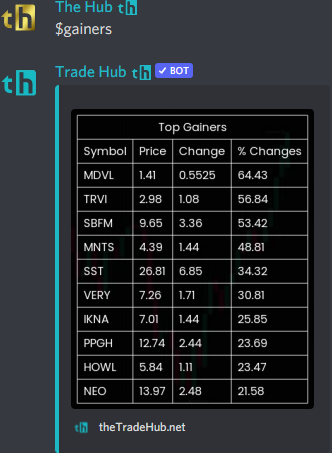 The Hub th
$gainers
th
Trade Hub th ✓ BOT
Top Gainers
Symbol Price Change % Changes
MDVL 1.41 0.5525 64.43
TRVI 2.98 1.08 56.84
SBFM 9.65 3.36 53.42
MNTS 4.39 1.44 48.81
SST 26.81 6.85 34.32
VERY 7.26 1.71 30.81
IKNA 7.01 1.44 25.85
PPGH 12.74 2.44 23.69
HOWL 5.84 1.11 23.47
NEO 13.97 2.48 21.58
th theTradeHub.net